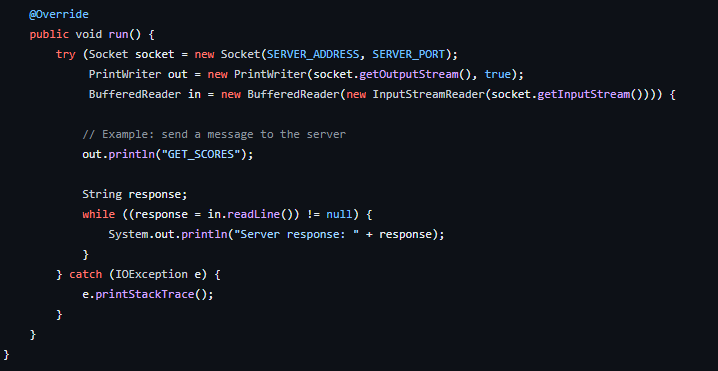 @Override
public void run() {
try (Socket socket = new Socket(SERVER_ADDRESS, SERVER_PORT);
PrintWriter out = new PrintWriter(socket.getOutputStream(), true);
BufferedReader in = new BufferedReader(new InputStreamReader(socket.getInputStream()))) {
// Example: send a message to the server
out.println("GET_SCORES");
String response;
while ((response = in.readLine()) != null) {
System.out.println("Server response: " + response);
}
} catch (IOException e) {
e.printStackTrace();
}
}
}